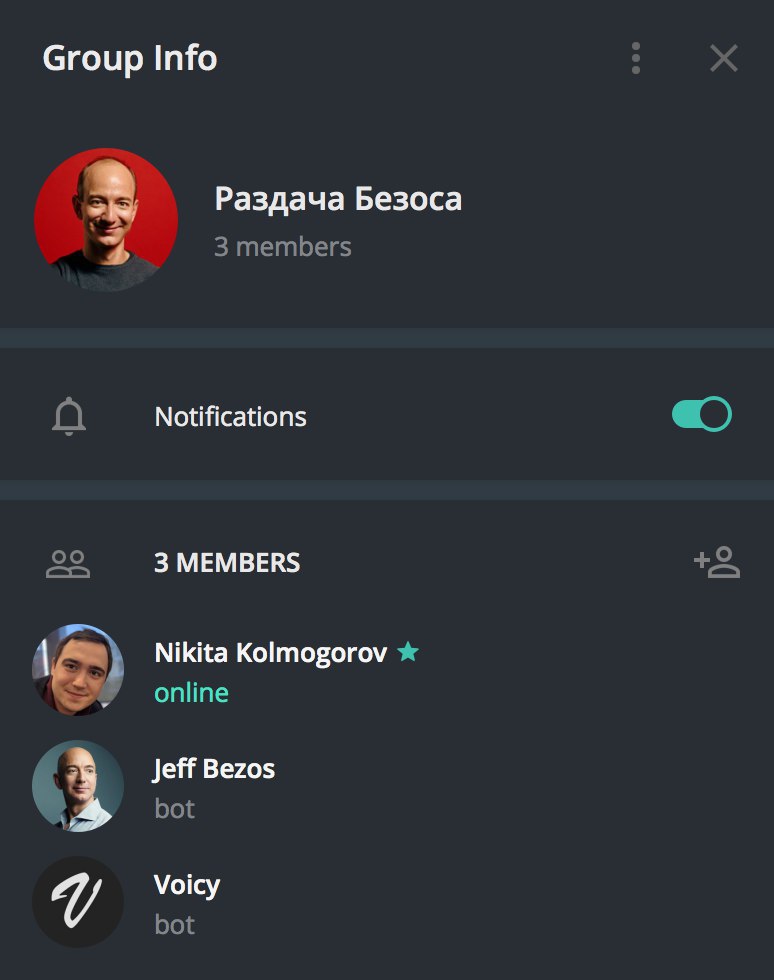 Group Info
Раздача Безоса
3 members
Notifications
3 MEMBERS
Nikita Kolmogorov
online
Jeff Bezos
bot
Voicy
bot